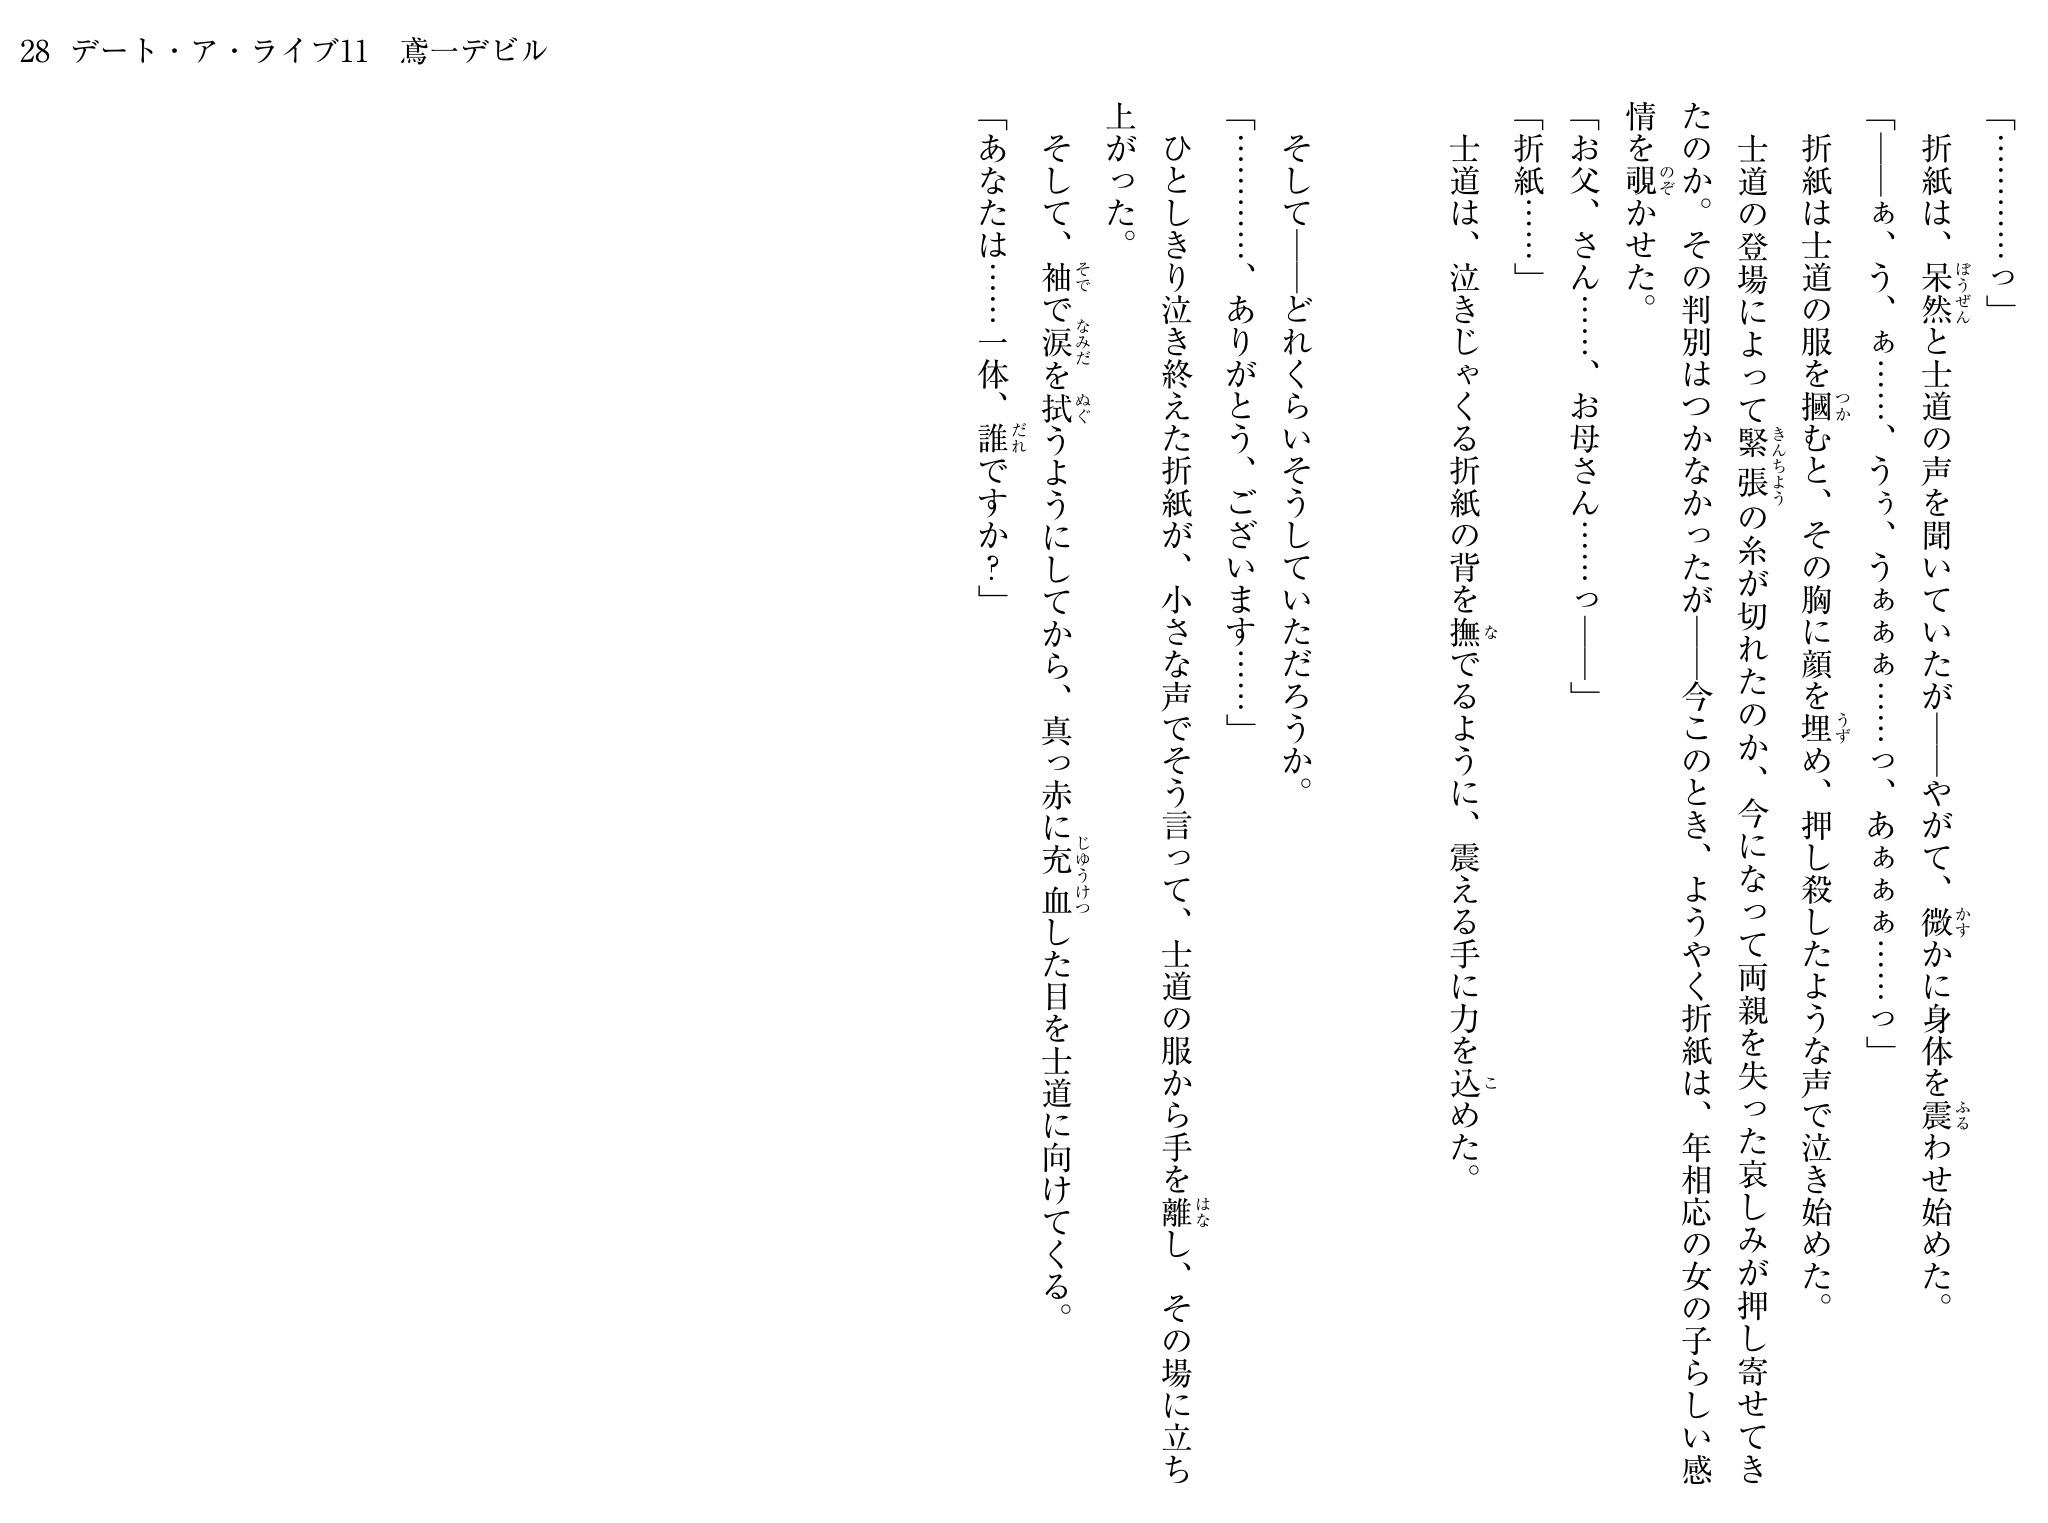 28 デート・ア・ライブ11　鳶一デビル
「…………っ」
　折紙は、呆然と士道の声を聞いていたが――やがて、微かに身体を震わせ始めた。
「――ぁ、う、ぁ……、うぅ、うぁぁぁ……っ、あぁぁぁ……っ」
　折紙は士道の服を摑むと、その胸に顔を埋め、押し殺したような声で泣き始めた。
　士道の登場によって緊張の糸が切れたのか、今になって両親を失った哀しみが押し寄せてき
たのか。その判別はつかなかったが――今このとき、ようやく折紙は、年相応の女の子らしい感
情を覗かせた。
「お父、さん……、お母さん……っ――」
「折紙……」
　士道は、泣きじゃくる折紙の背を撫でるように、震える手に力を込めた。
　そして――どれくらいそうしていただろうか。
「…………、ありがとう、ございます……」
　ひとしきり泣き終えた折紙が、小さな声でそう言って、士道の服から手を離し、その場に立ち
上がった。
　そして、袖で涙を拭うようにしてから、真っ赤に充血した目を士道に向けてくる。
「あなたは……一体、誰ですか？」